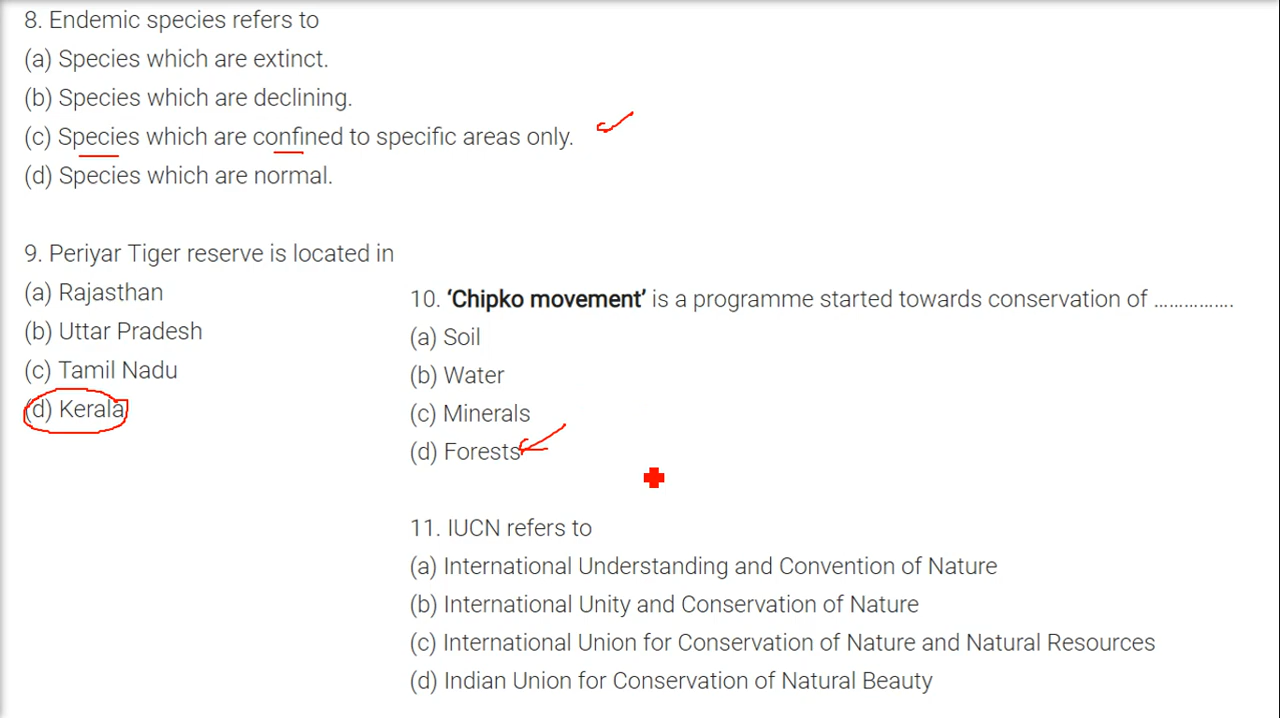 8. Endemic species refers to
(a) Species which are extinct.
(b) Species which are declining.
(c) Species which are confined to specific areas only.
(d) Species which are normal.
9. Periyar Tiger reserve is located in
(a) Rajasthan
(b) Uttar Pradesh
(c) Tamil Nadu
(d) Kerala
10. ‘Chipko movement’ is a programme started towards conservation of ................
(a) Soil
(b) Water
(c) Minerals
(d) Forests
11. IUCN refers to
(a) International Understanding and Convention of Nature
(b) International Unity and Conservation of Nature
(c) International Union for Conservation of Nature and Natural Resources
(d) Indian Union for Conservation of Natural Beauty